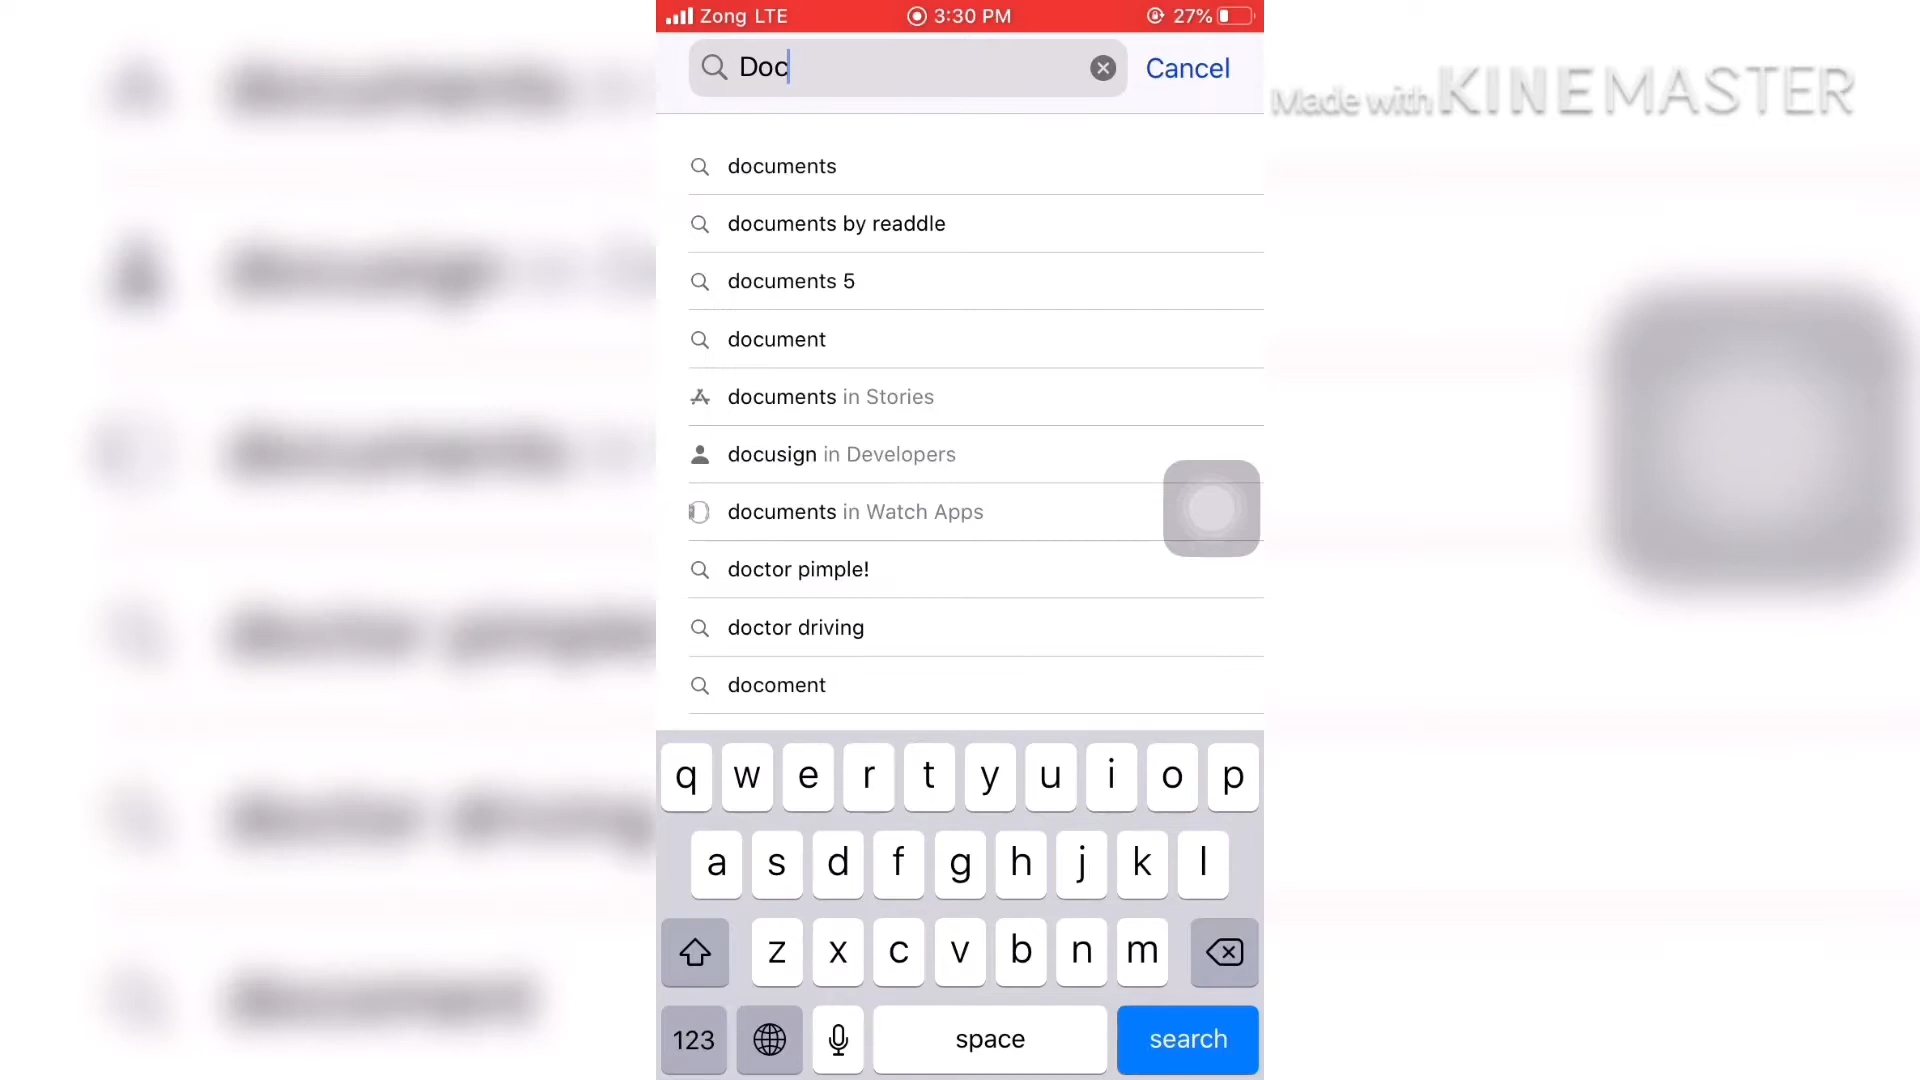 Zong LTE 3:30 PM 27%
Doc Cancel
Made with KINEMASTER
documents
documents by readdle
documents 5
document
documents in Stories
docusign in Developers
documents in Watch Apps
doctor pimple!
doctor driving
docoment
q w e r t y u i o p
a s d f g h j k l
z x c v b n m
123 space search